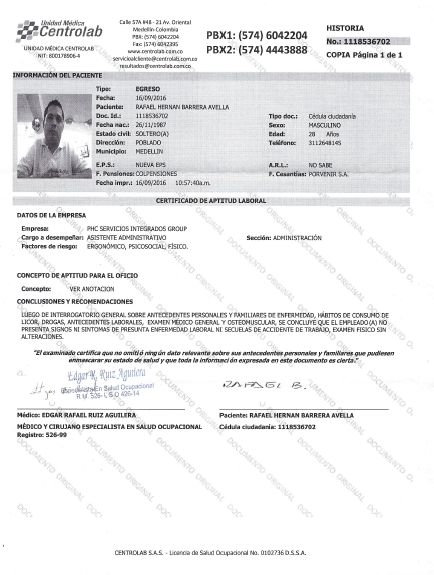 Unidad Médica
Centrolab
UNIDAD MÉDICA CENTROLAB
NIT: 800178906-4
Calle 57A #48 - 21 Av. Oriental
Medellín-Colombia
PBX: (574) 6042204
Fax: (574) 6042395
www.centrolab.com.co
servicioalcliente@centrolab.com.co
resultados@centrolab.com.co
PBX1: (574) 6042204
PBX2: (574) 4443888
HISTORIA
No.: 1118536702
COPIA Página 1 de 1
INFORMACIÓN DEL PACIENTE
Tipo: EGRESO
Fecha: 16/09/2016
Paciente: RAFAEL HERNAN BARRERA AVELLA
Doc. Id.: 1118536702 Tipo doc.: Cédula ciudadanía
Fecha nac.: 26/11/1987 Sexo: MASCULINO
Estado civil: SOLTERO(A) Edad: 28 Años
Dirección: POBLADO Teléfono: 3112648145
Municipio: MEDELLÍN
E.P.S.: NUEVA EPS A.R.L.: NO SABE
F. Pensiones: COLPENSIONES F. Cesantías: PORVENIR S.A.
Fecha impr.: 16/09/2016 10:57:40a.m.
CERTIFICADO DE APTITUD LABORAL
DATOS DE LA EMPRESA
Empresa: PHC SERVICIOS INTEGRADOS GROUP
Cargo a desempeñar: ASISTENTE ADMINISTRATIVO Sección: ADMINISTRACIÓN
Factores de riesgo: ERGONÓMICO, PSICOSOCIAL, FÍSICO.
CONCEPTO DE APTITUD PARA EL OFICIO
Concepto: VER ANOTACION
CONCLUSIONES Y RECOMENDACIONES
LUEGO DE INTERROGATORIO GENERAL SOBRE ANTECEDENTES PERSONALES Y FAMILIARES DE ENFERMEDAD, HÁBITOS DE CONSUMO DE
LICOR, DROGAS, ANTECEDENTES LABORALES, EXAMEN MÉDICO GENERAL Y OSTEOMUSCULAR, SE CONCLUYE QUE EL EMPLEADO(A) NO
PRESENTA SIGNOS NI SINTOMAS DE PRESUNTA ENFERMEDAD LABORAL NI SECUELAS DE ACCIDENTE DE TRABAJO, EXAMEN FISICO SIN
ALTERACIONES.
"El examinado certifica que no omitió ningún dato relevante sobre sus antecedentes personales y familiares que pudiesen
enmascarar su estado de salud y que toda la información expresada en este documento es cierta."
Edgar R. Ruiz Aguilera
Especialista En Salud Ocupacional
R.M. 526- L.S.O 426-14
RAFAEL B.
Médico: EDGAR RAFAEL RUIZ AGUILERA Paciente: RAFAEL HERNAN BARRERA AVELLA
MÉDICO Y CIRUJANO ESPECIALISTA EN SALUD OCUPACIONAL Cédula ciudadanía: 1118536702
Registro: 526-99
DOCUMENTO ORIGINAL
CENTROLAB S.A.S. - Licencia de Salud Ocupacional No. 0102736 D.S.S.A.